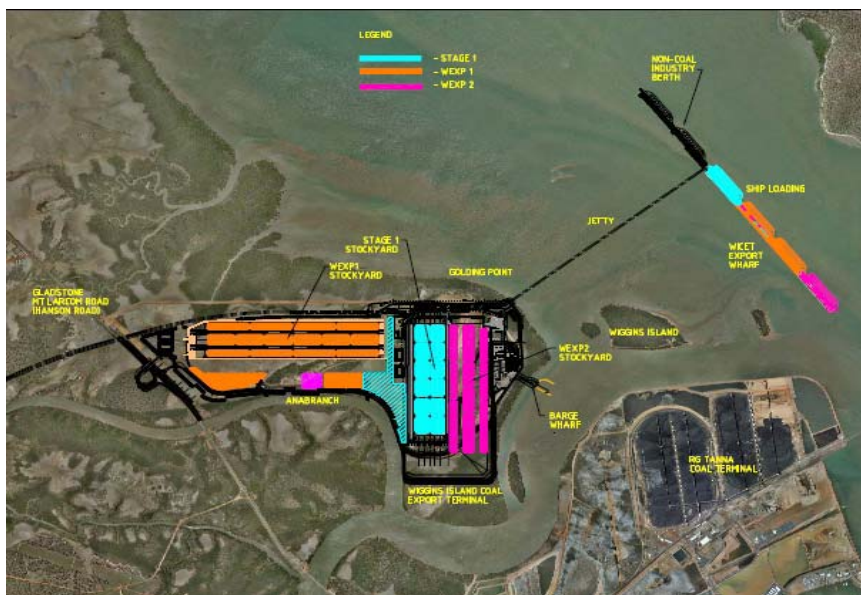 LEGEND
- STAGE 1
- WEXP 1
- WEXP 2
NON-COAL
INDUSTRY
BERTH
SHIP LOADING
JETTY
WICET
EXPORT
WHARF
STAGE 1
STOCKYARD
WEXP1
STOCKYARD
GOLDING POINT
GLADSTONE
MT LARCOM ROAD
(HANSON ROAD)
WIGGINS ISLAND
WEXP2
STOCKYARD
ANABRANCH
BARGE
WHARF
RG TANNA
COAL TERMINAL
WIGGINS ISLAND COAL
EXPORT TERMINAL